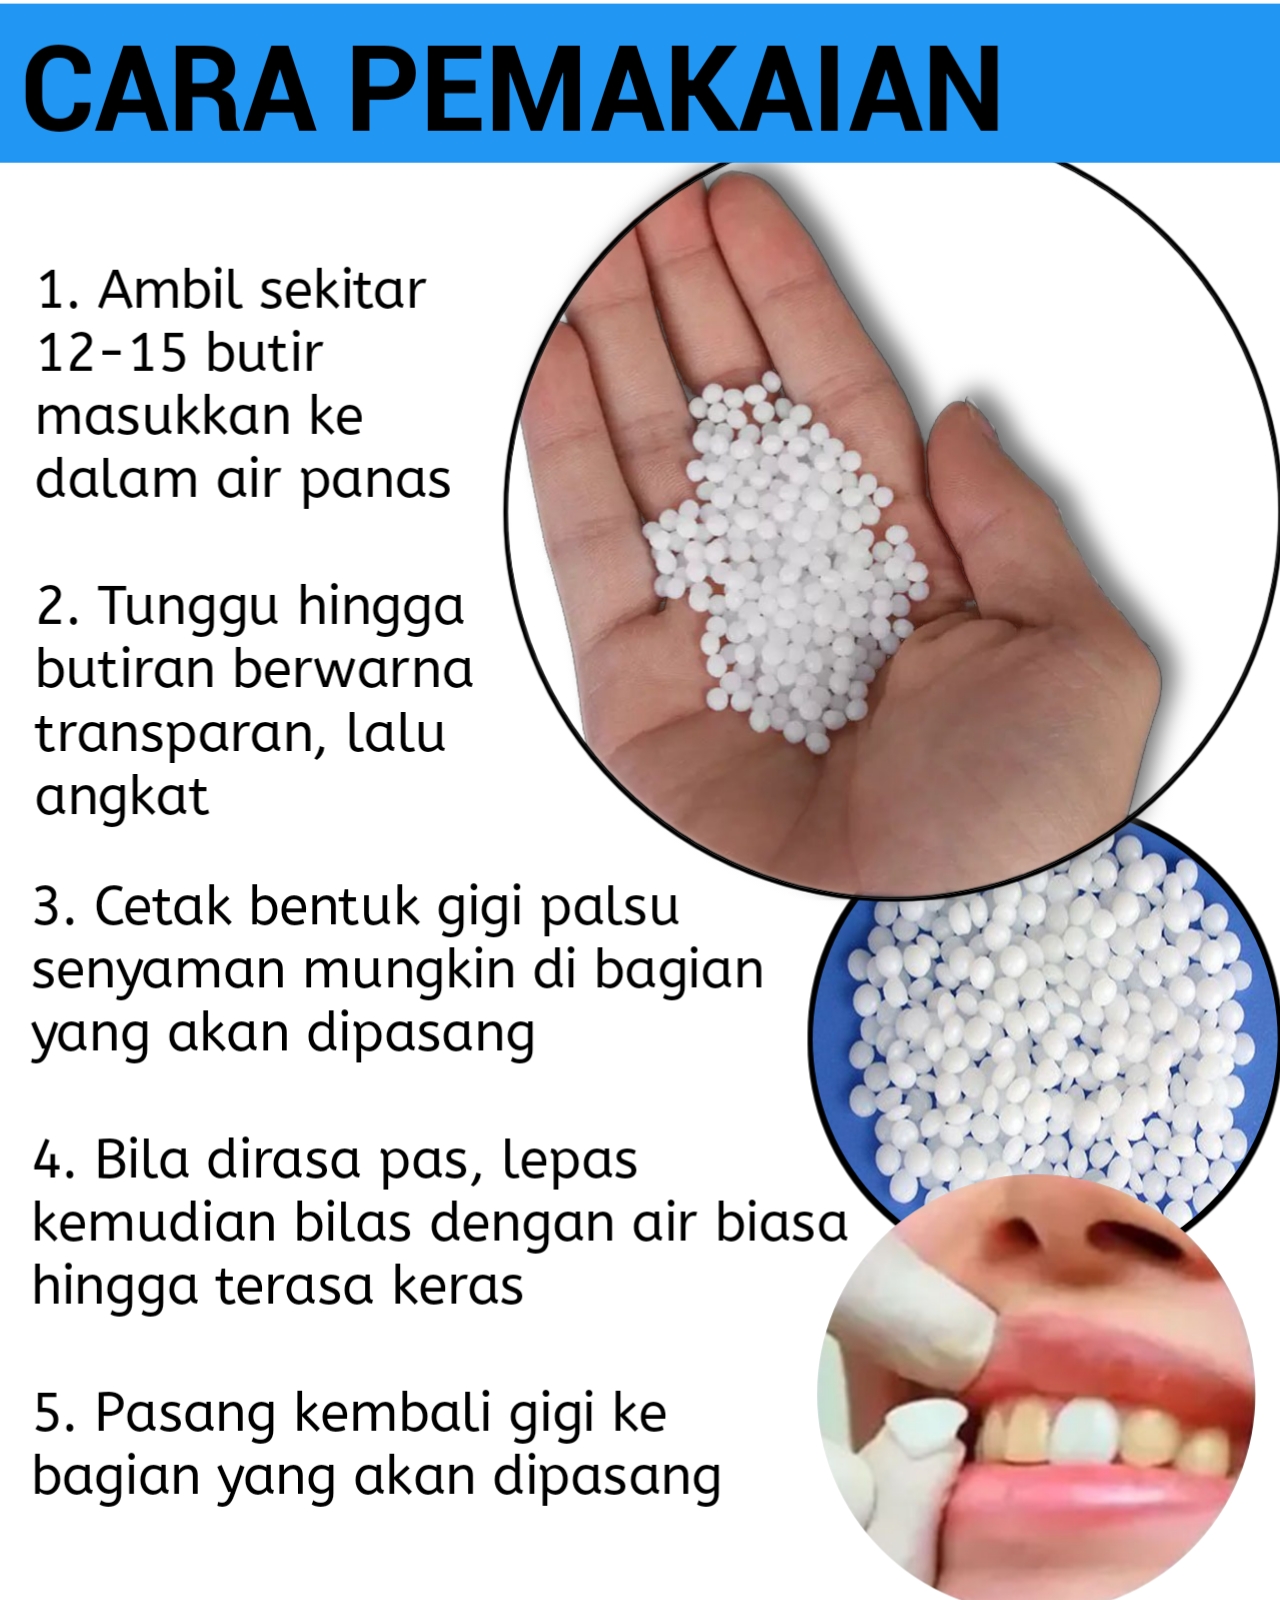 CARA PEMAKAIAN
1. Ambil sekitar
12-15 butir
masukkan ke
dalam air panas
2. Tunggu hingga
butiran berwarna
transparan, lalu
angkat
3. Cetak bentuk gigi palsu
senyaman mungkin di bagian
yang akan dipasang
4. Bila dirasa pas, lepas
kemudian bilas dengan air biasa
hingga terasa keras
5. Pasang kembali gigi ke
bagian yang akan dipasang